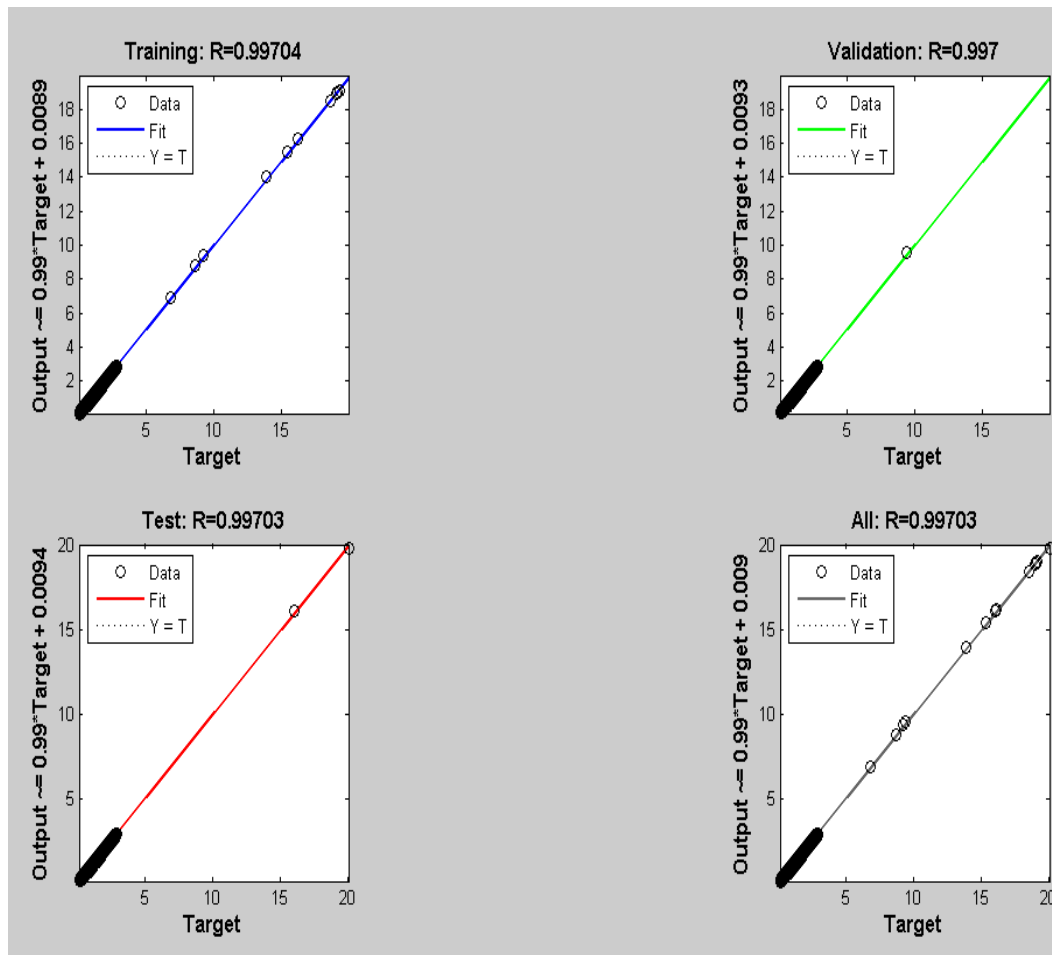 Training: R=0.99704
Output ~= 0.99*Target + 0.0089
18
16
14
12
10
8
6
4
2
Data
Fit
Y = T
5
10
15
Target
Validation: R=0.997
Output ~= 0.99*Target + 0.0093
18
16
14
12
10
8
6
4
2
Data
Fit
Y = T
5
10
15
Target
Test: R=0.99703
Output ~= 0.99*Target + 0.0094
20
15
10
5
Data
Fit
Y = T
5
10
15
20
Target
All: R=0.99703
Output ~= 0.99*Target + 0.009
20
15
10
5
Data
Fit
Y = T
5
10
15
20
Target